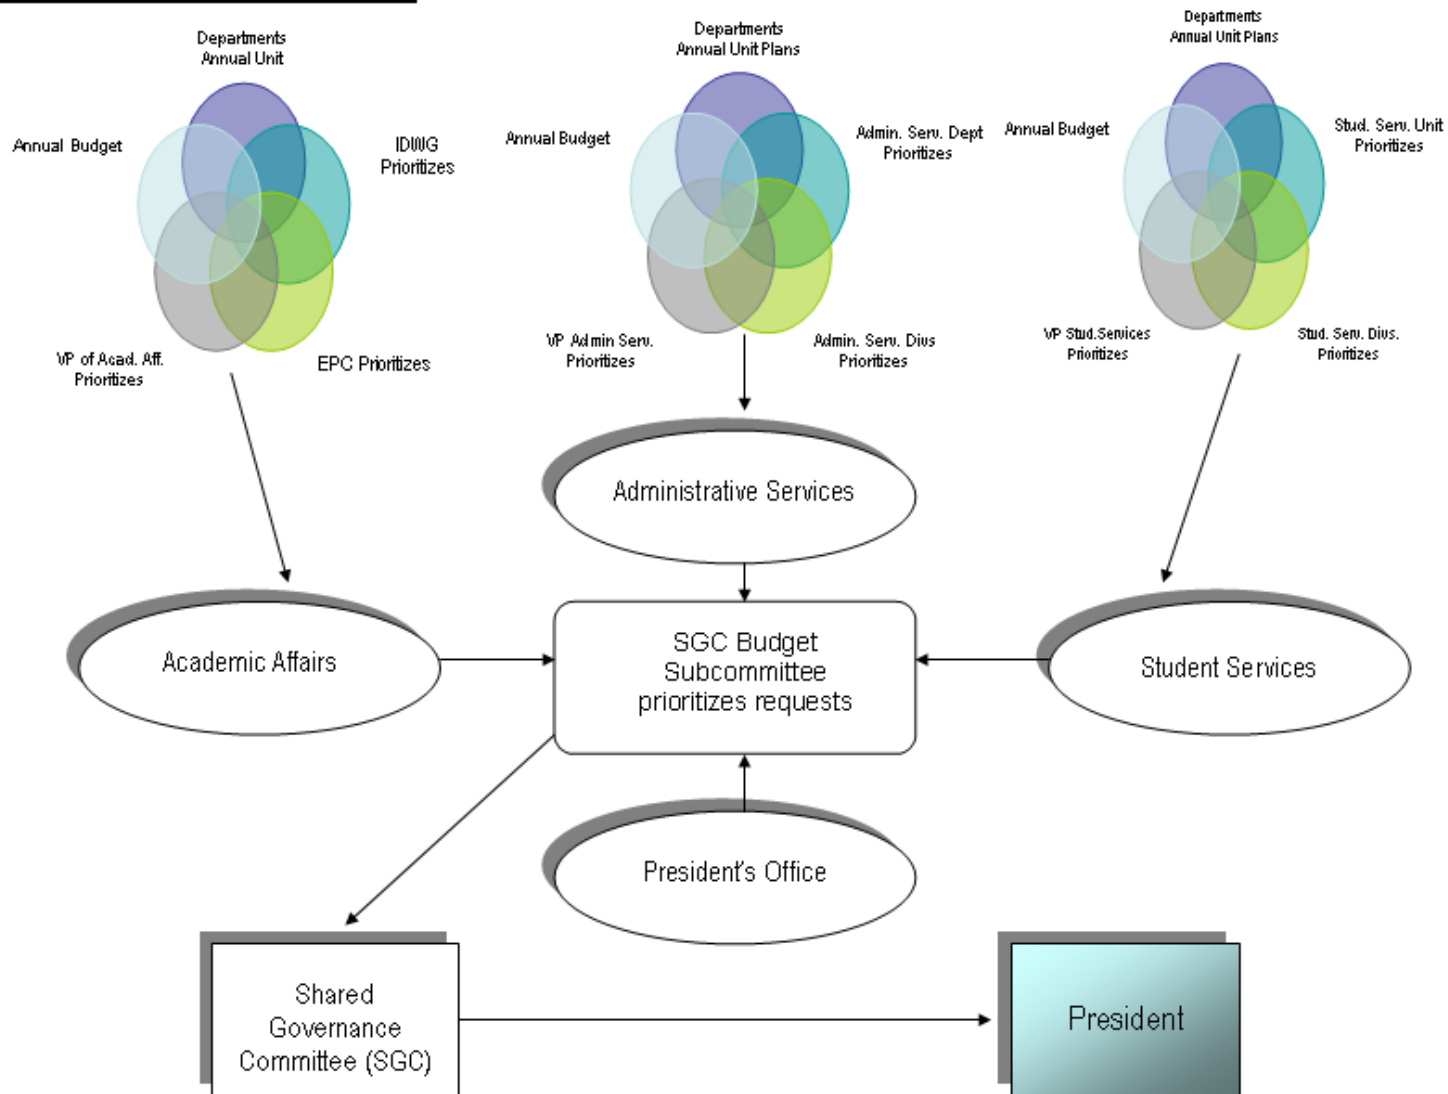 Departments
Annual Unit
Annual Budget
IDWG
Prioritizes
VP of Acad. Aff.
Prioritizes
EPC Prioritizes
Departments
Annual Unit Plans
Annual Budget
Admin. Serv. Dept
Prioritizes
VP Admin Serv.
Prioritizes
Admin. Serv. Divs
Prioritizes
Departments
Annual Unit Plans
Annual Budget
Stud. Serv. Unit
Prioritizes
VP Stud.Services
Prioritizes
Stud. Serv. Divs.
Prioritizes
Administrative Services
Academic Affairs
SGC Budget
Subcommittee
prioritizes requests
Student Services
President's Office
Shared
Governance
Committee (SGC)
President